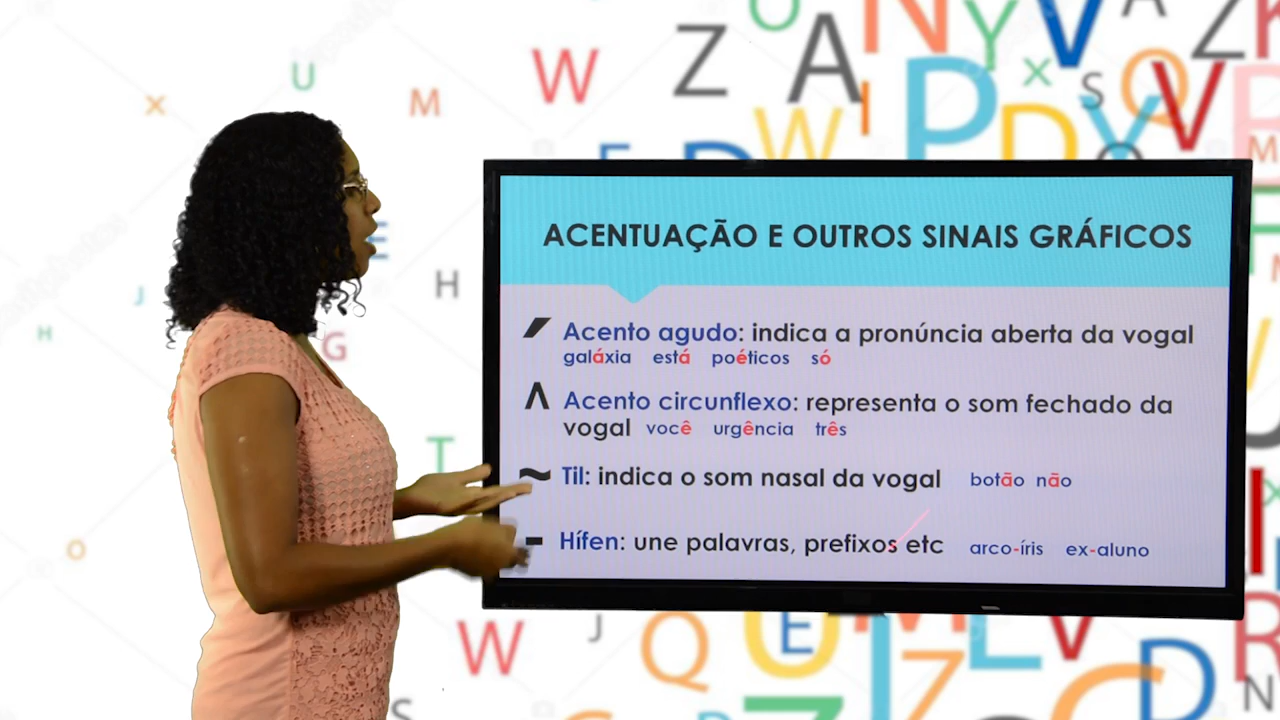 ACENTUAÇÃO E OUTROS SINAIS GRÁFICOS
Acento agudo: indica a pronúncia aberta da vogal
galáxia está poéticos só
Λ Acento circunflexo: representa o som fechado da
vogal você urgência três
~ Til: indica o som nasal da vogal botão não
- Hífen: une palavras, prefixos etc arco-íris ex-aluno